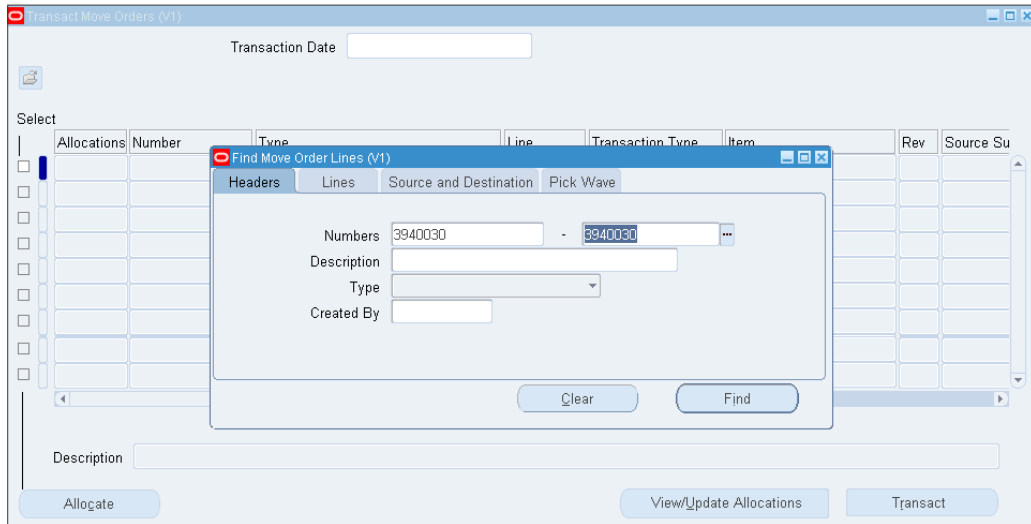 Transact Move Orders (V1)
Transaction Date
Select
Allocations Number Type Line Transaction Type Item Rev Source Su
Find Move Order Lines (V1)
Headers Lines Source and Destination Pick Wave
Numbers 3940030 - 3940030 ...
Description
Type
Created By
Clear Find
Description
Allocate View/Update Allocations Transact